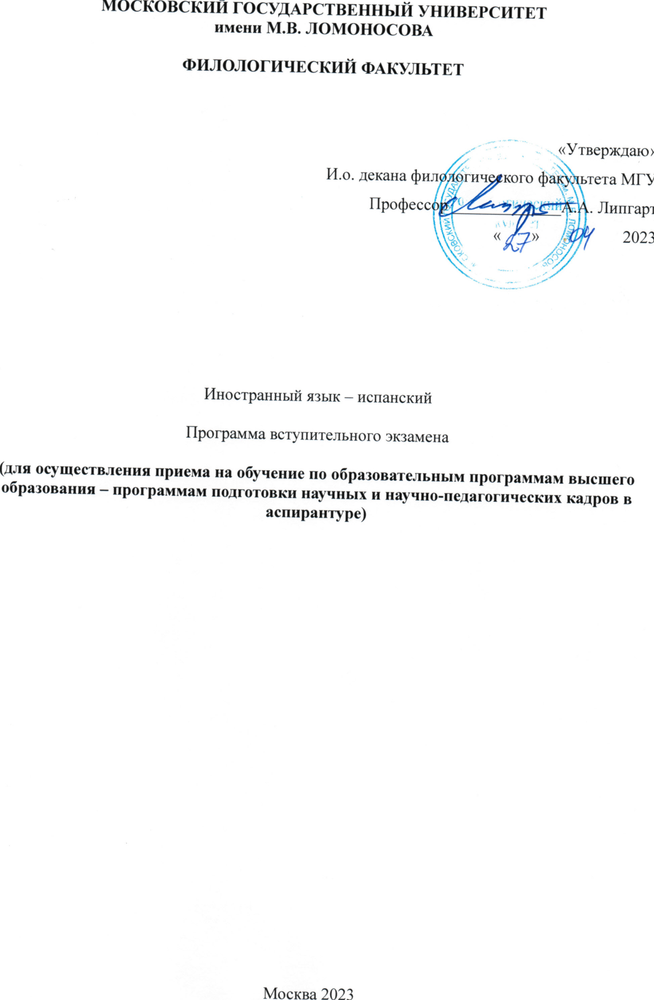 МОСКОВСКИЙ ГОСУДАРСТВЕННЫЙ УНИВЕРСИТЕТ
имени М.В. ЛОМОНОСОВА
ФИЛОЛОГИЧЕСКИЙ ФАКУЛЬТЕТ
«Утверждаю»
И.о. декана филологического факультета МГУ
Профессор А.А. Липгарт
«27» 04 2023
Иностранный язык – испанский
Программа вступительного экзамена
(для осуществления приема на обучение по образовательным программам высшего
образования – программам подготовки научных и научно-педагогических кадров в
аспирантуре)
Москва 2023